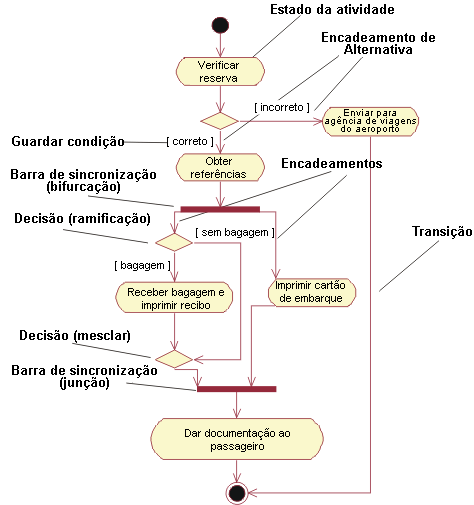 Estado da atividade
Encadeamento de
Alternativa
Verificar
reserva
[ incorreto ]
Enviar para
agência de viagens
do aeroporto
Guardar condição
[ correto ]
Obter
referências
Encadeamentos
Barra de sincronização
(bifurcação)
Decisão (ramificação)
[ sem bagagem ]
Transição
[ bagagem ]
Receber bagagem e
imprimir recibo
Imprimir cartão
de embarque
Decisão (mesclar)
Barra de sincronização
(junção)
Dar documentação ao
passageiro